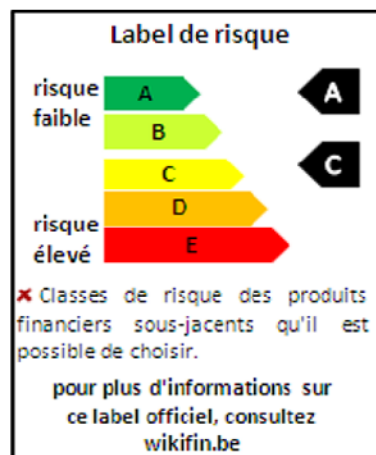 Label de risque
risque
faible
A
A
B
C
C
D
risque
élevé
E
× Classes de risque des produits
financiers sous-jacents qu'il est
possible de choisir.
pour plus d'informations sur
ce label officiel, consultez
wikifin.be